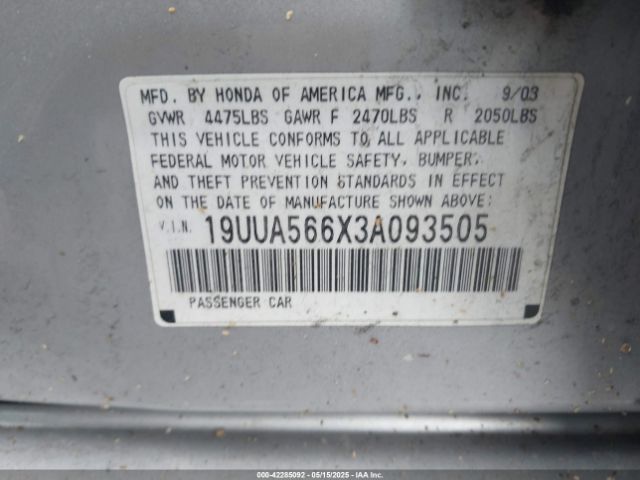 MFD. BY HONDA OF AMERICA MFG., INC. 9/03
GVWR 4475LBS GAWR F 2470LBS R 2050LBS
THIS VEHICLE CONFORMS TO ALL APPLICABLE
FEDERAL MOTOR VEHICLE SAFETY, BUMPER,
AND THEFT PREVENTION STANDARDS IN EFFECT
ON THE DATE OF MANUFACTURE SHOWN ABOVE:
V.I.N. 19UUA566X3A093505
PASSENGER CAR
000-42285092 - 05/15/2025 - IAAI.COM